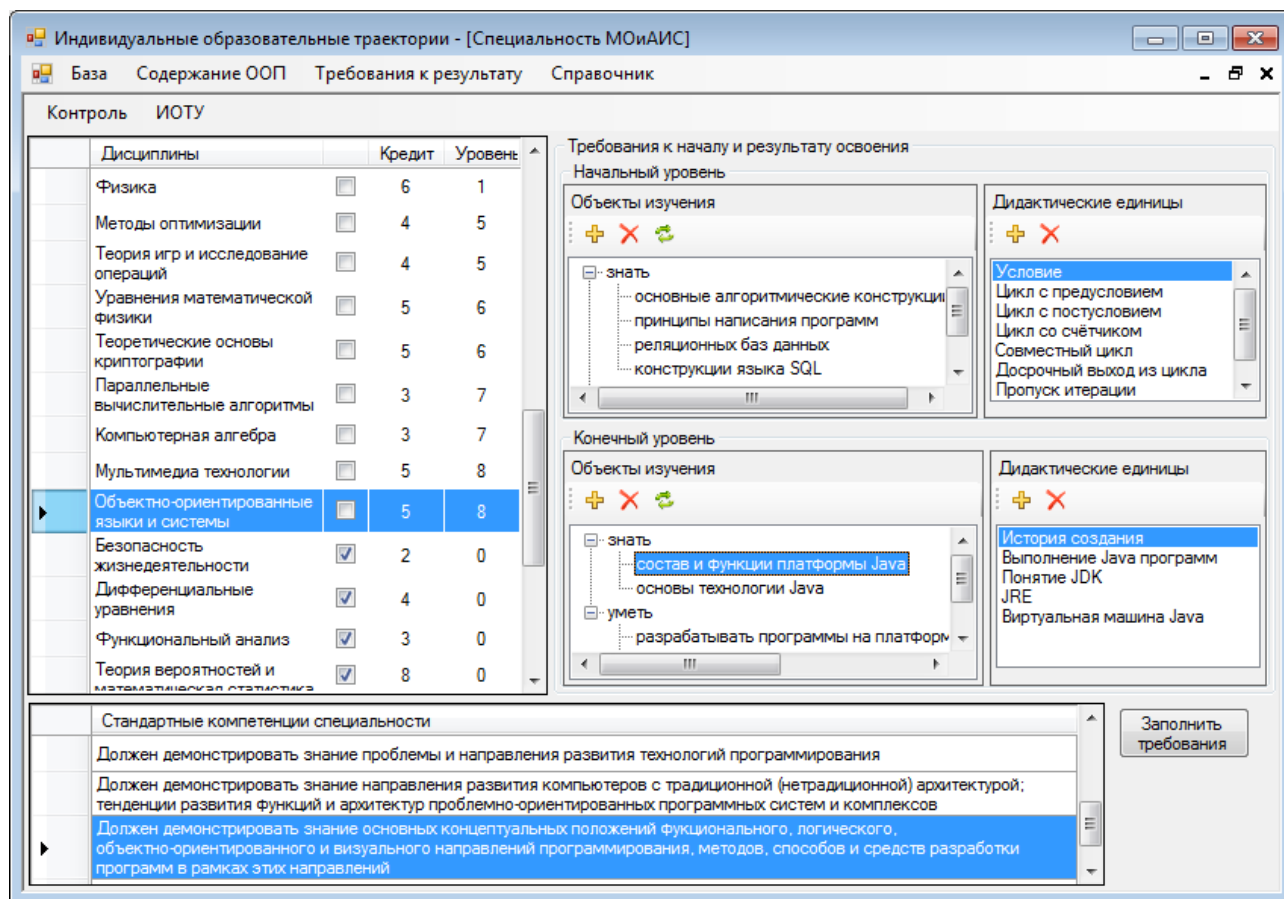 Индивидуальные образовательные траектории - [Специальность МОиАИС]
База Содержание ООП Требования к результату Справочник
Контроль ИОТУ
Дисциплины Кредит Уровень
Физика 6 1
Методы оптимизации 4 5
Теория игр и исследование
операций 4 5
Уравнения математической
физики 5 6
Теоретические основы
криптографии 5 6
Параллельные
вычислительные алгоритмы 3 7
Компьютерная алгебра 3 7
Мультимедиа технологии 5 8
Объектно-ориентированные
языки и системы 5 8
Безопасность
жизнедеятельности 2 0
Дифференциальные
уравнения 4 0
Функциональный анализ 3 0
Теория вероятностей и
математическая статистика 8 0
Требования к началу и результату освоения
Начальный уровень
Объекты изучения
знать
основные алгоритмические конструкции
принципы написания программ
реляционных баз данных
конструкции языка SQL
Дидактические единицы
Условие
Цикл с предусловием
Цикл с постусловием
Цикл со счётчиком
Совместный цикл
Досрочный выход из цикла
Пропуск итерации
Конечный уровень
Объекты изучения
знать
состав и функции платформы Java
основы технологии Java
уметь
разрабатывать программы на платформ
Дидактические единицы
История создания
Выполнение Java программ
Понятие JDK
JRE
Виртуальная машина Java
Стандартные компетенции специальности
Должен демонстрировать знание проблемы и направления развития технологий программирования
Должен демонстрировать знание направления развития компьютеров с традиционной (нетрадиционной) архитектурой;
тенденции развития функций и архитектур проблемно-ориентированных программных систем и комплексов
Должен демонстрировать знание основных концептуальных положений фукционального, логического,
объектно-ориентированного и визуального направлений программирования, методов, способов и средств разработки
программ в рамках этих направлений
Заполнить
требования